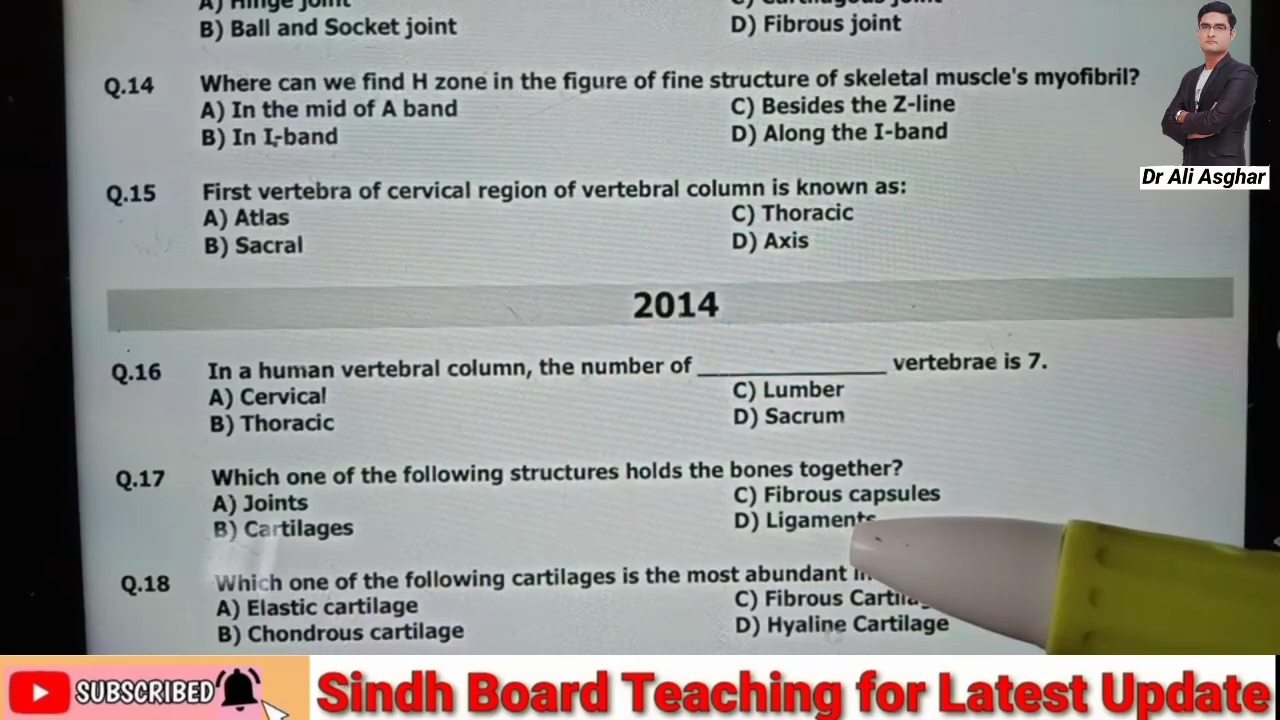 A) Hinge joint
B) Ball and Socket joint
D) Fibrous joint
Q.14 Where can we find H zone in the figure of fine structure of skeletal muscle's myofibril?
A) In the mid of A band C) Besides the Z-line
B) In I-band D) Along the I-band
Dr Ali Asghar
Q.15 First vertebra of cervical region of vertebral column is known as:
A) Atlas C) Thoracic
B) Sacral D) Axis
2014
Q.16 In a human vertebral column, the number of ______________ vertebrae is 7.
A) Cervical C) Lumber
B) Thoracic D) Sacrum
Q.17 Which one of the following structures holds the bones together?
A) Joints C) Fibrous capsules
B) Cartilages D) Ligaments
Q.18 Which one of the following cartilages is the most abundant
A) Elastic cartilage C) Fibrous
B) Chondrous cartilage D) Hyaline Cartilage
SUBSCRIBED Sindh Board Teaching for Latest Update